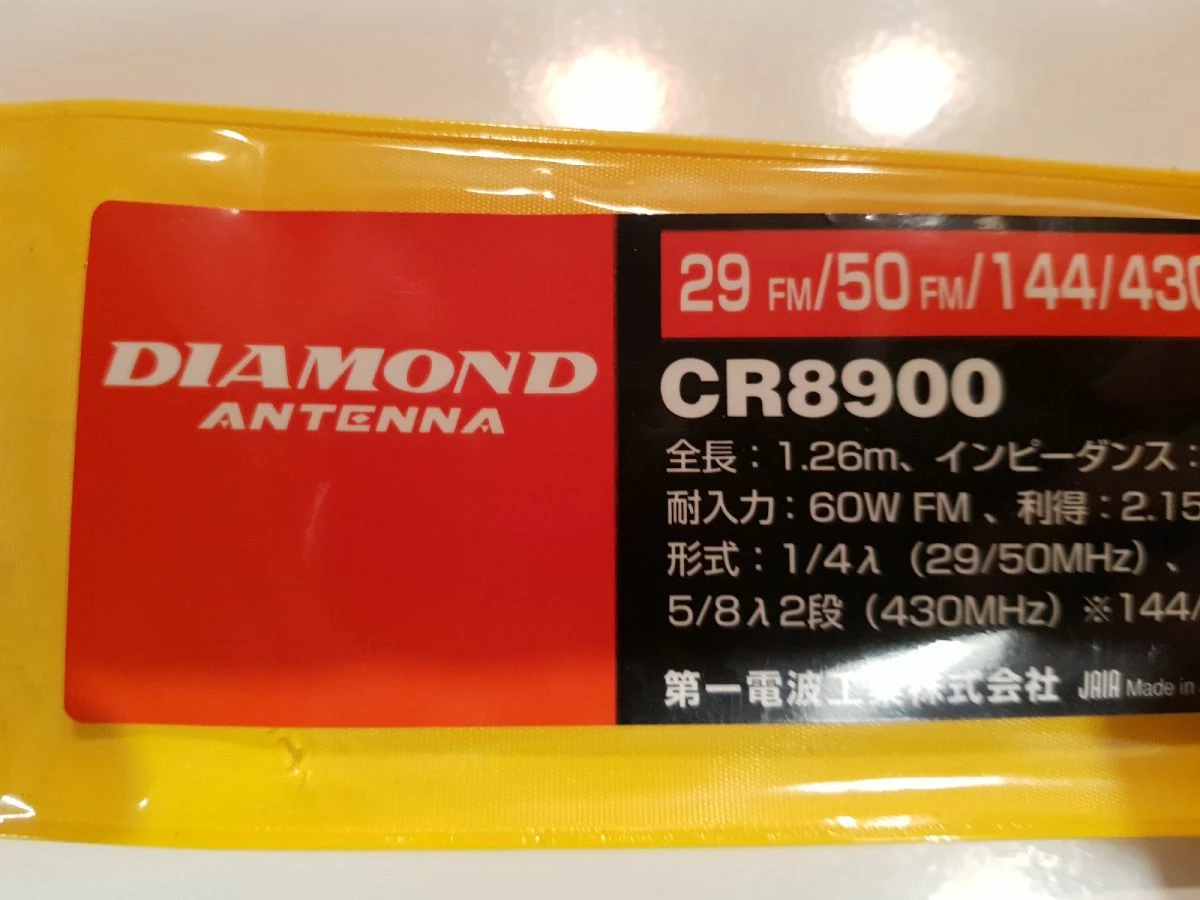 DIAMOND
ANTENNA
29 FM/50 FM/144/430
CR8900
全長：1.26m、インピーダンス：
耐入力：60W FM 、利得：2.15
形式：1/4λ（29/50MHz）、
5/8λ2段（430MHz）※144/
第一電波工業株式会社 JAIA Made in